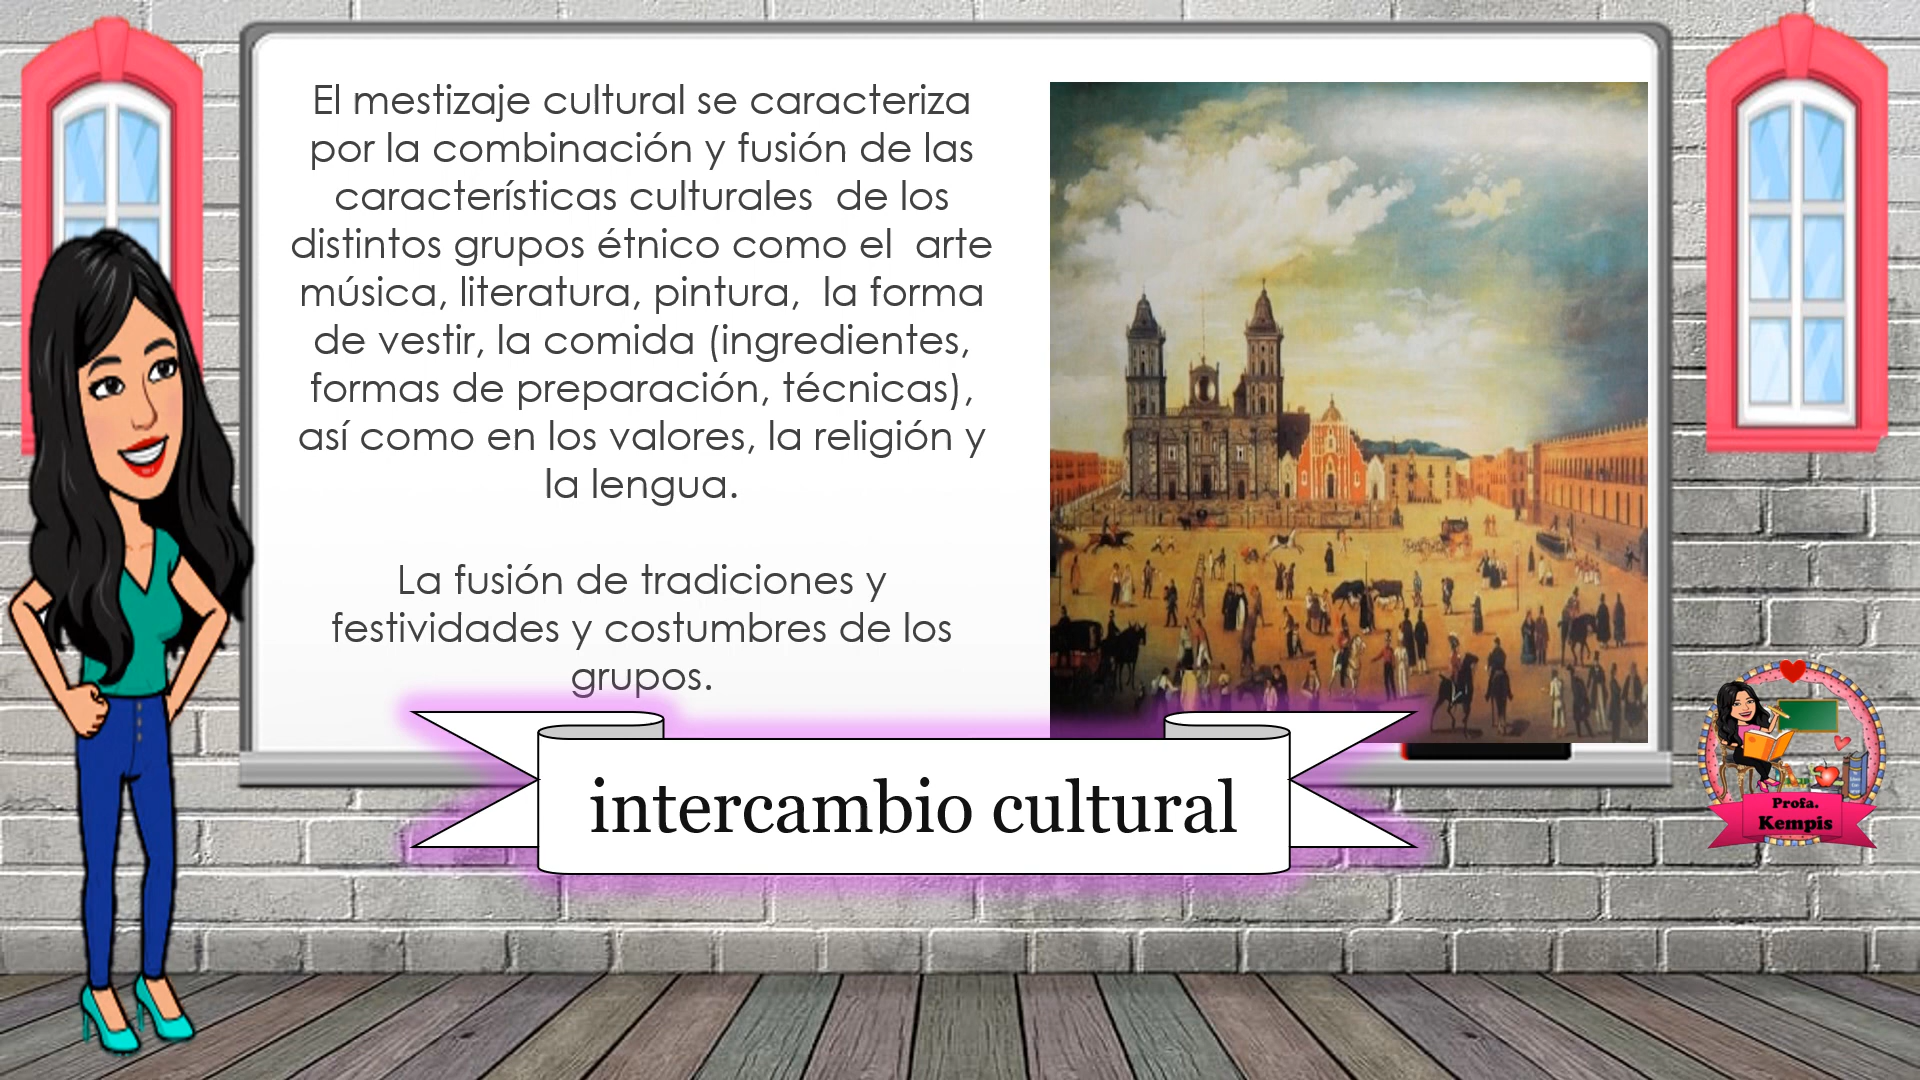 El mestizaje cultural se caracteriza
por la combinación y fusión de las
características culturales  de los
distintos grupos étnico como el  arte
música, literatura, pintura,  la forma
de vestir, la comida (ingredientes,
formas de preparación, técnicas),
así como en los valores, la religión y
la lengua.
La fusión de tradiciones y
festividades y costumbres de los
grupos.
intercambio cultural
Profa.
Kempis